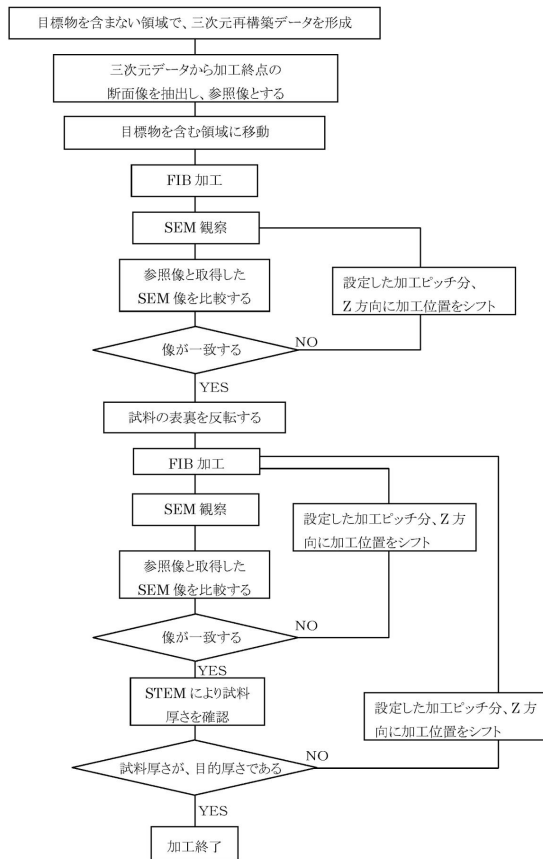 目標物を含まない領域で、三次元再構築データを形成
三次元データから加工終点の
断面像を抽出し、参照像とする
目標物を含む領域に移動
FIB 加工
SEM 観察
参照像と取得した
SEM 像を比較する
設定した加工ピッチ分、
Z 方向に加工位置をシフト
像が一致する
NO
YES
試料の表裏を反転する
FIB 加工
SEM 観察
設定した加工ピッチ分、Z 方
向に加工位置をシフト
参照像と取得した
SEM 像を比較する
像が一致する
NO
YES
STEM により試料
厚さを確認
設定した加工ピッチ分、Z 方
向に加工位置をシフト
試料厚さが、目的厚さである
NO
YES
加工終了